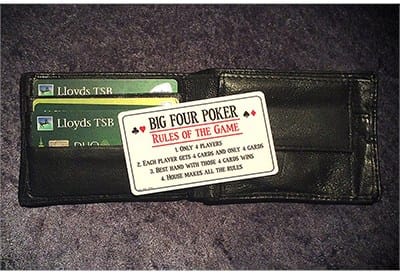 Lloyds TSB
Lloyds TSB
DUO
BIG FOUR POKER
RULES OF THE GAME
1. ONLY 4 PLAYERS
2. EACH PLAYER GETS 4 CARDS AND ONLY 4 CARDS
3. BEST HAND WITH THOSE 4 CARDS WINS
4. HOUSE MAKES ALL THE RULES